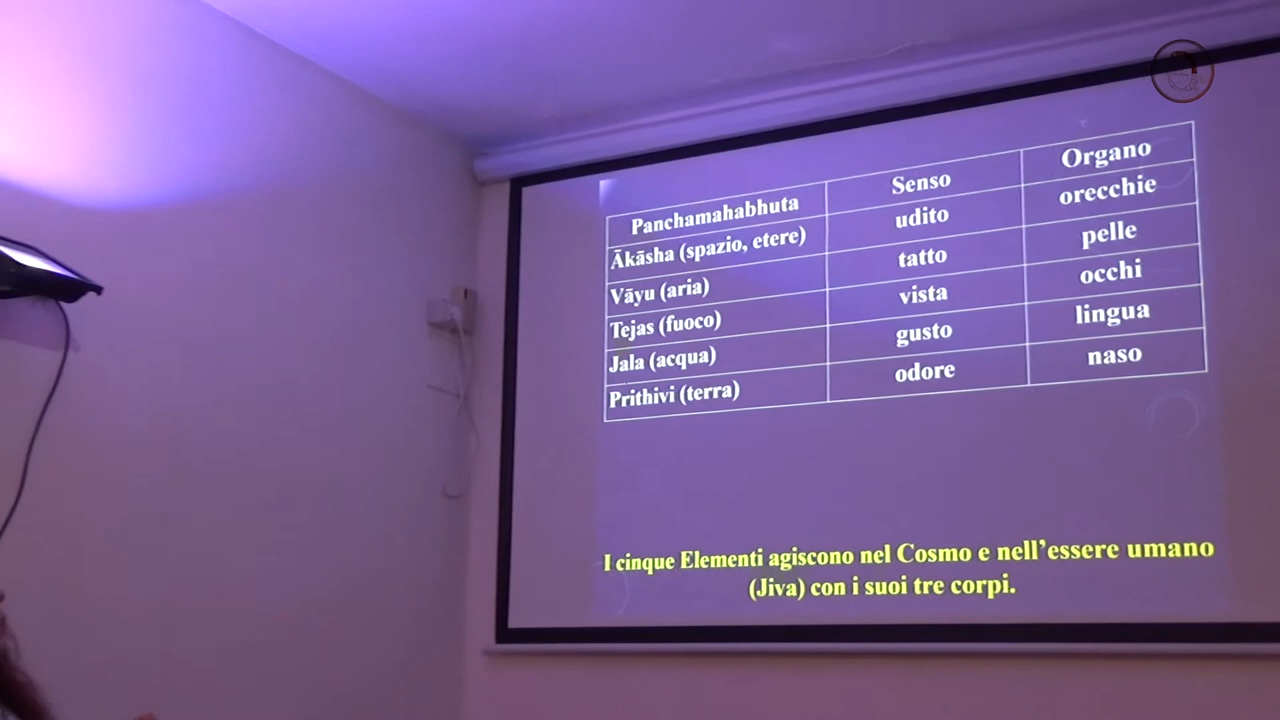 Panchamahabhuta Senso Organo
Ākāsha (spazio, etere) udito orecchie
Vāyu (aria) tatto pelle
Tejas (fuoco) vista occhi
Jala (acqua) gusto lingua
Prithivi (terra) odore naso
I cinque Elementi agiscono nel Cosmo e nell’essere umano
(Jiva) con i suoi tre corpi.